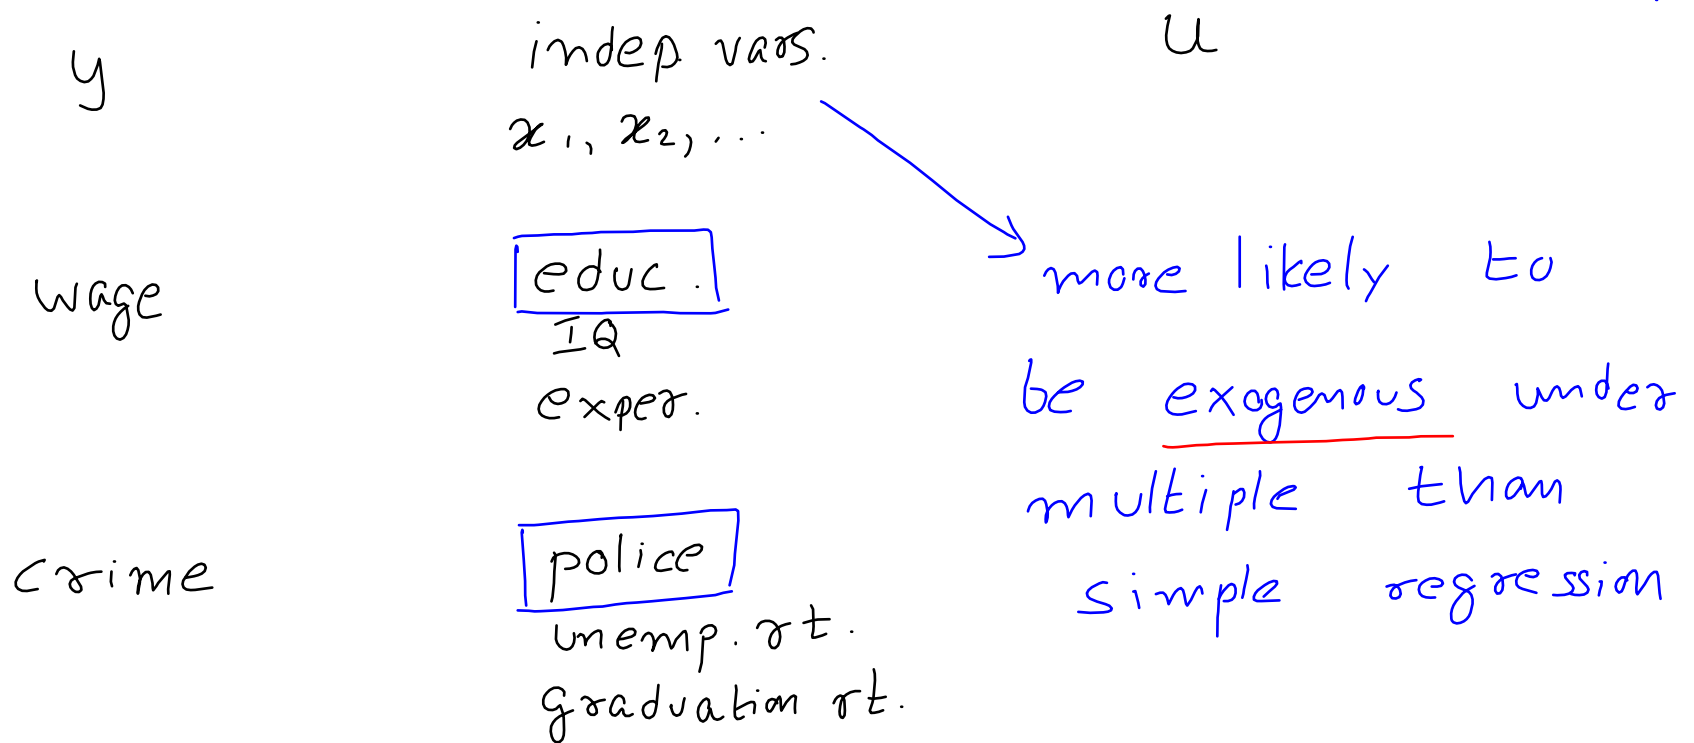 y indep vars. u
x₁, x₂, ...
wage educ. more likely to
IQ
exper. be exogenous under
multiple than
crime police simple regression
unemp. rt.
graduation rt.